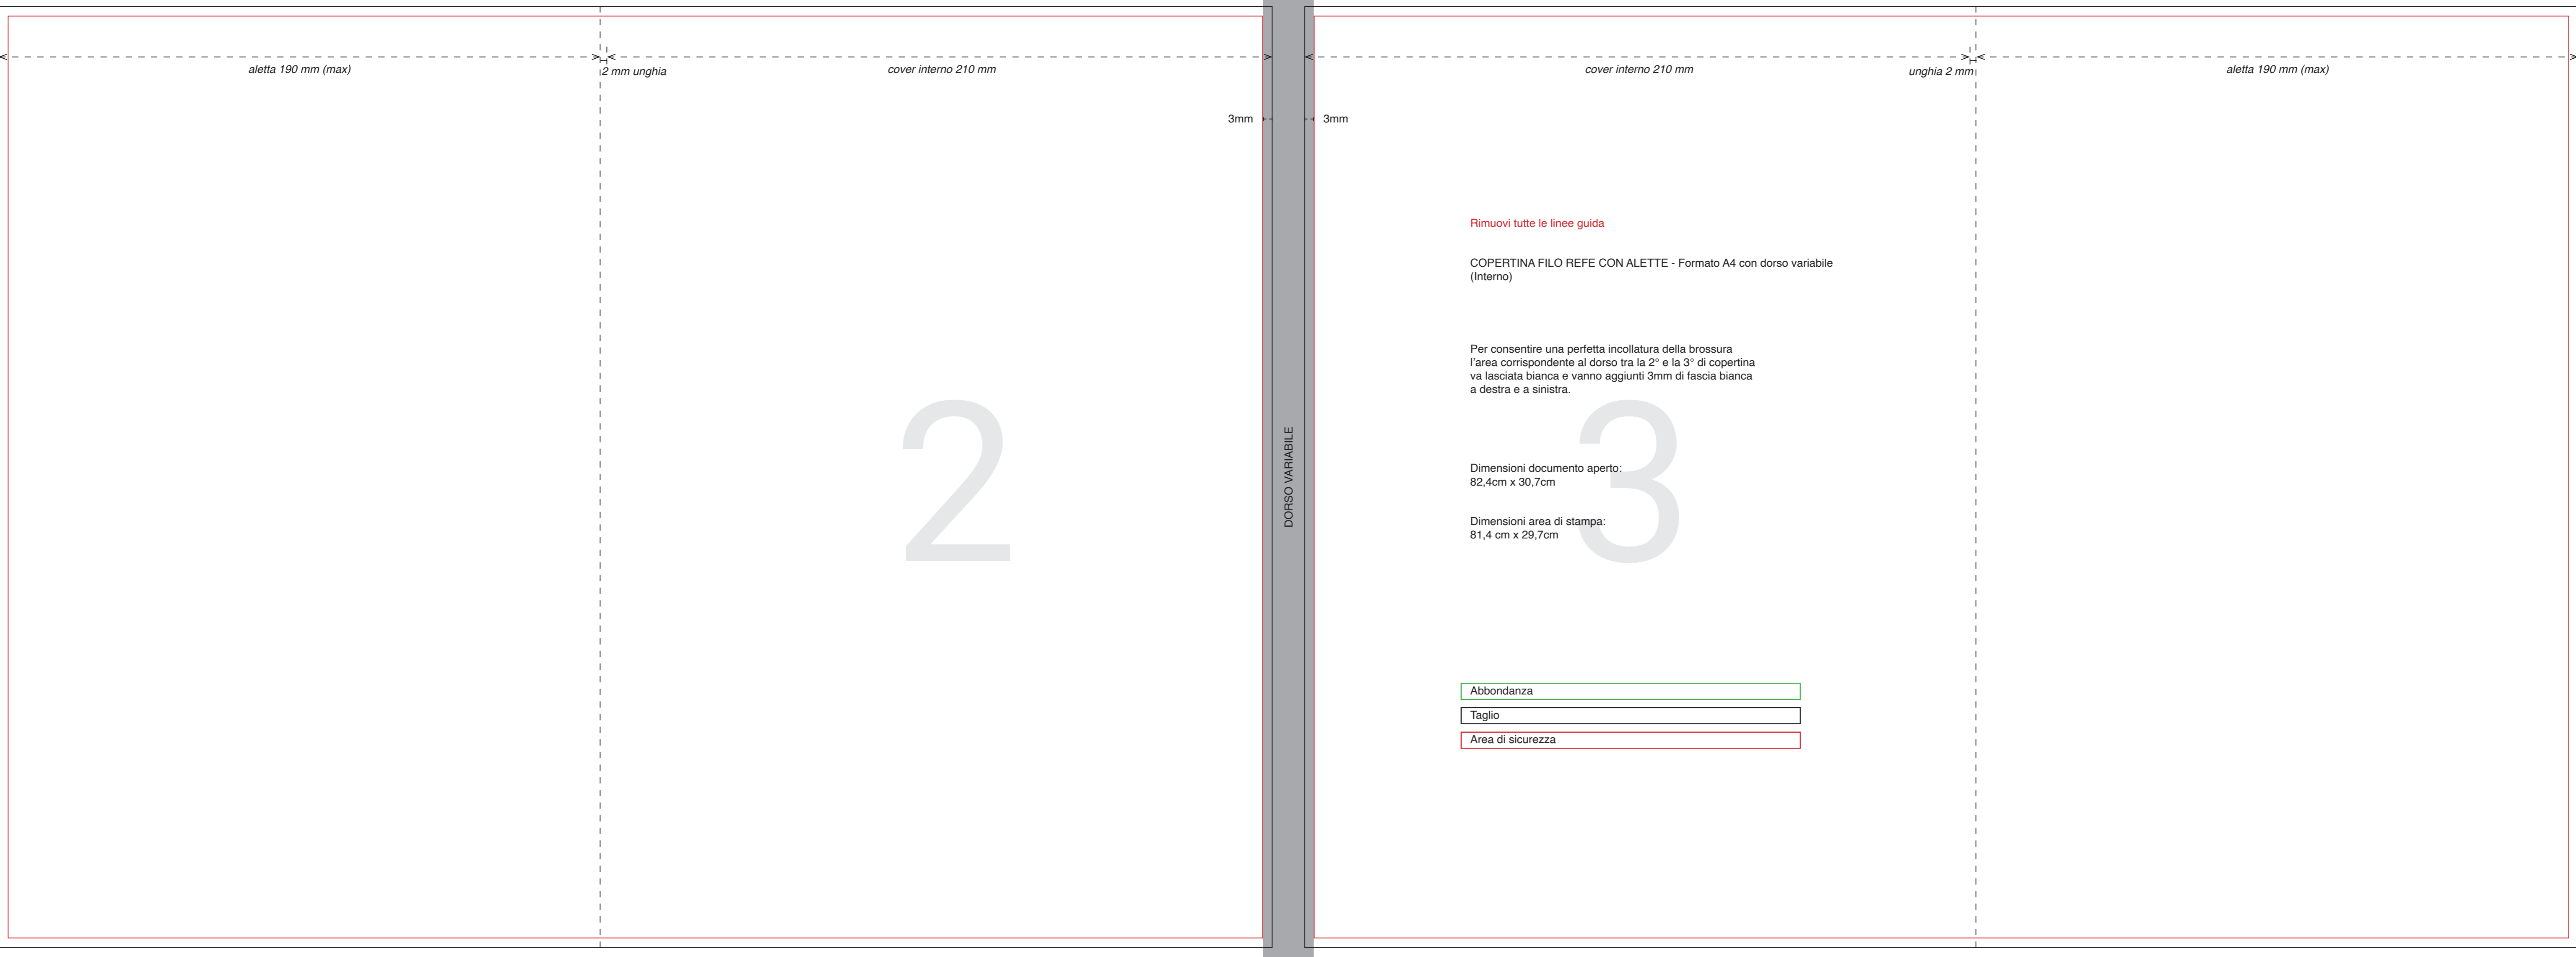 aletta 190 mm (max)
2 mm unghia
cover interno 210 mm
cover interno 210 mm
unghia 2 mm
aletta 190 mm (max)
3mm
3mm
Rimuovi tutte le linee guida
COPERTINA FILO REFE CON ALETTE - Formato A4 con dorso variabile
(Interno)
Per consentire una perfetta incollatura della brossura
l'area corrispondente al dorso tra la 2° e la 3° di copertina
va lasciata bianca e vanno aggiunti 3mm di fascia bianca
a destra e a sinistra.
2
DORSO VARIABILE
3
Dimensioni documento aperto:
82,4cm x 30,7cm
Dimensioni area di stampa:
81,4 cm x 29,7cm
Abbondanza
Taglio
Area di sicurezza